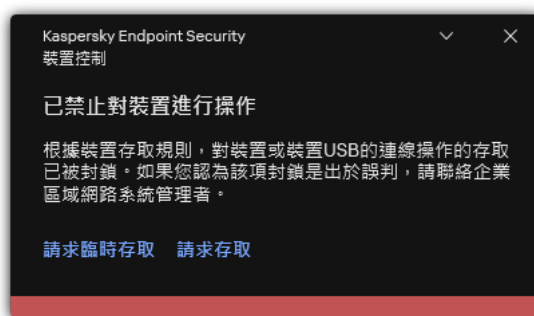 Kaspersky Endpoint Security
裝置控制
已禁止對裝置進行操作
根據裝置存取規則，對裝置或裝置USB的連線操作的存取
已被封鎖。如果您認為該項封鎖是出於誤判，請聯絡企業
區域網路系統管理者。
請求臨時存取 請求存取